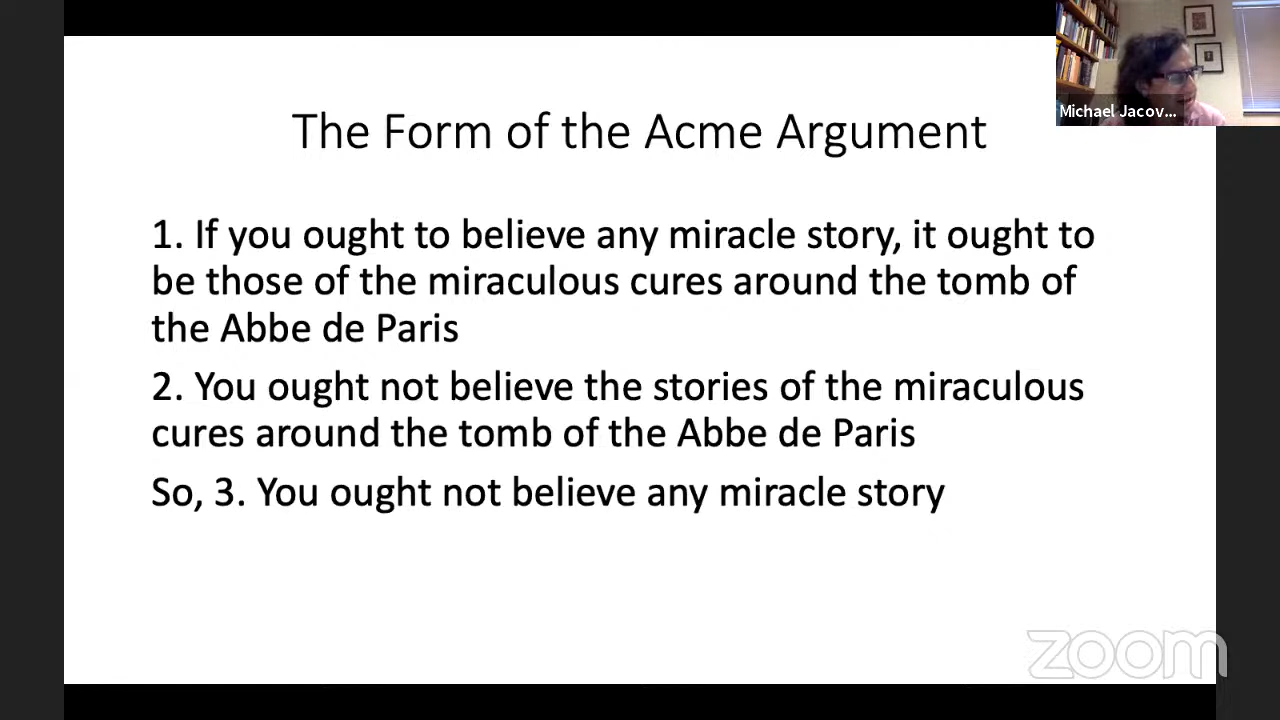 Michael Jacov...
The Form of the Acme Argument
1. If you ought to believe any miracle story, it ought to
be those of the miraculous cures around the tomb of
the Abbe de Paris
2. You ought not believe the stories of the miraculous
cures around the tomb of the Abbe de Paris
So, 3. You ought not believe any miracle story
zoom